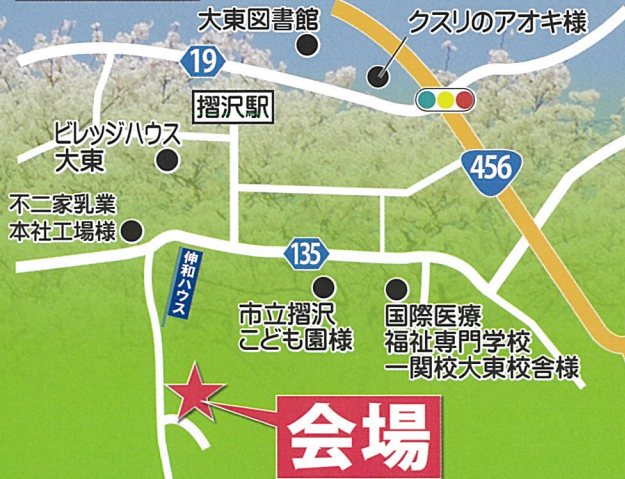 大東図書館
クスリのアオキ様
19
摺沢駅
ビレッジハウス
大東
456
不二家乳業
本社工場様
135
伸和ハウス
市立摺沢
こども園様
国際医療
福祉専門学校
一関校大東校舎様
会場